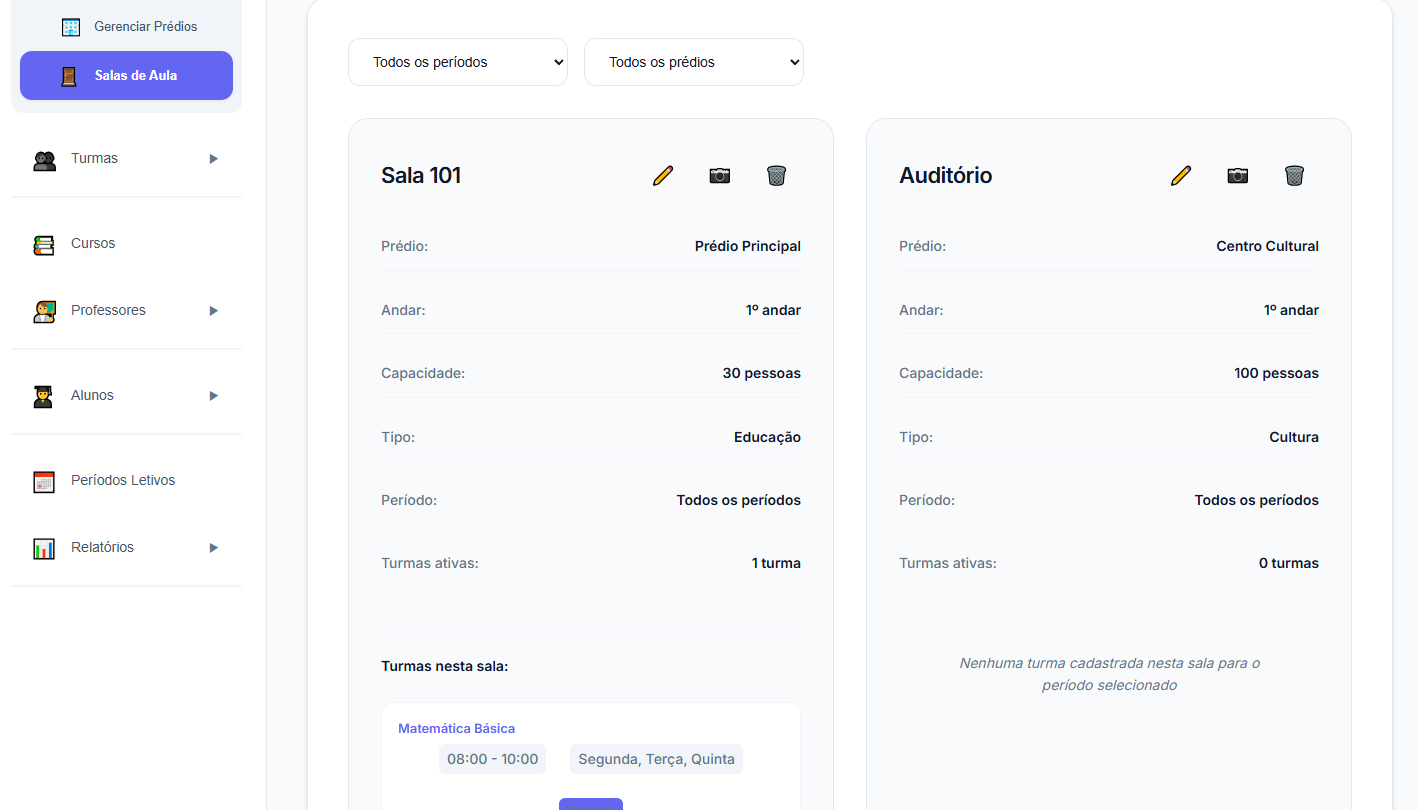 Gerenciar Prédios
Salas de Aula
Turmas
Cursos
Professores
Alunos
Períodos Letivos
Relatórios
Todos os períodos
Todos os prédios
Sala 101
Prédio: Prédio Principal
Andar: 1º andar
Capacidade: 30 pessoas
Tipo: Educação
Período: Todos os períodos
Turmas ativas: 1 turma
Turmas nesta sala:
Matemática Básica
08:00 - 10:00 Segunda, Terça, Quinta
Auditório
Prédio: Centro Cultural
Andar: 1º andar
Capacidade: 100 pessoas
Tipo: Cultura
Período: Todos os períodos
Turmas ativas: 0 turmas
Nenhuma turma cadastrada nesta sala para o
período selecionado